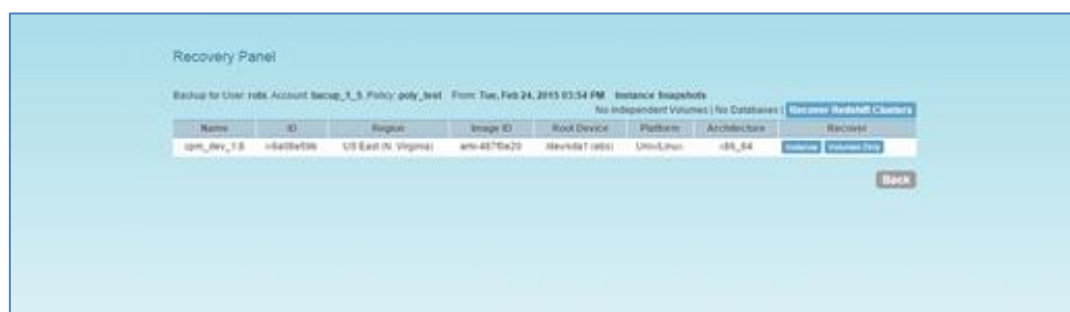 Recovery Panel
Backup for User: robs, Account: bacup_1_5, Policy: poly_test From: Tue, Feb 24, 2015 03:54 PM Instance Snapshots
No Independent Volumes | No Databases | Recover Redshift Clusters
Name ID Region Image ID Root Device Platform Architecture Recover
cpm_dev_1.8 US East (N. Virginia) /dev/sda1 (ebs) Unix/Linux x86_64 Instance Volumes Only
Back